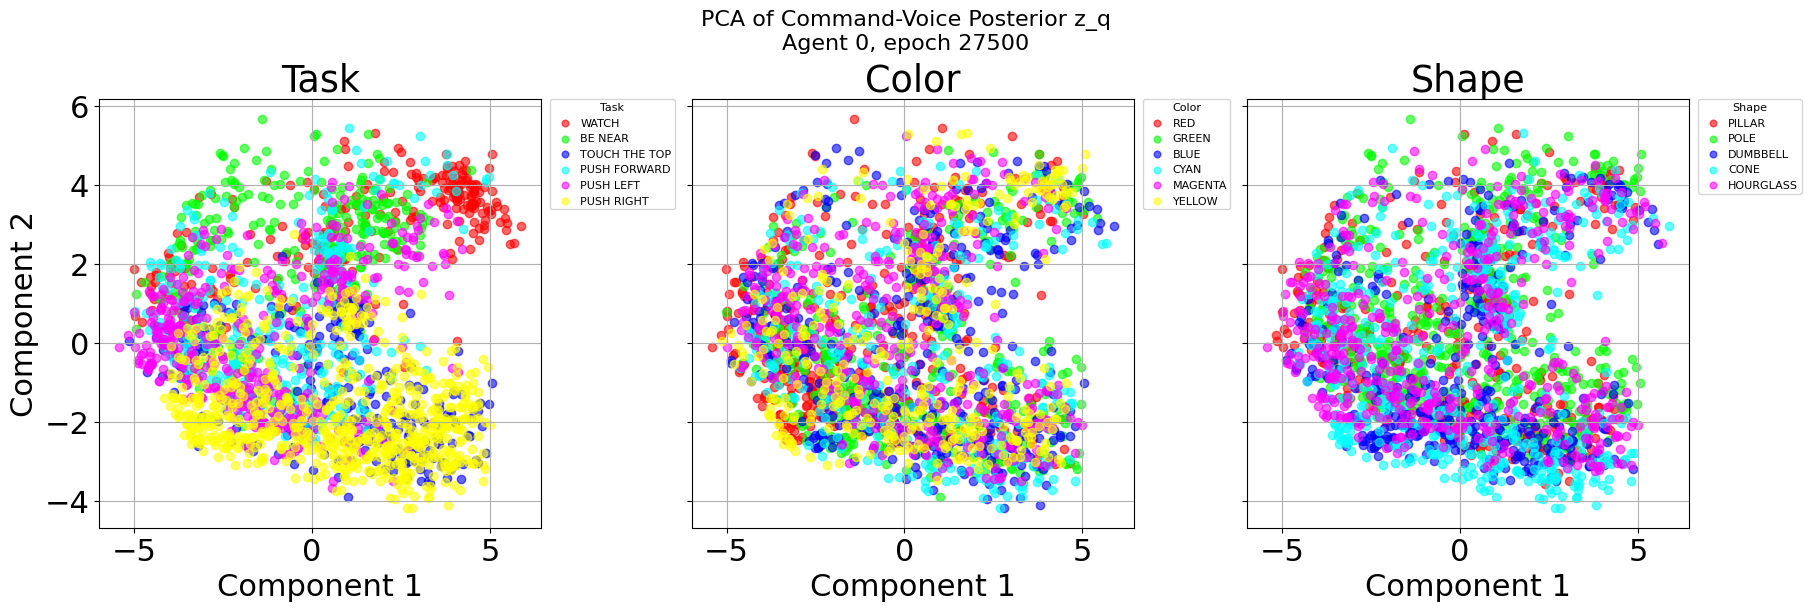 PCA of Command-Voice Posterior z_q
Agent 0, epoch 27500
Task
Color
Shape
Component 2
6
4
2
0
−2
−4
−5
0
5
Component 1
Task
WATCH
BE NEAR
TOUCH THE TOP
PUSH FORWARD
PUSH LEFT
PUSH RIGHT
−5
0
5
Component 1
Color
RED
GREEN
BLUE
CYAN
MAGENTA
YELLOW
−5
0
5
Component 1
Shape
PILLAR
POLE
DUMBBELL
CONE
HOURGLASS